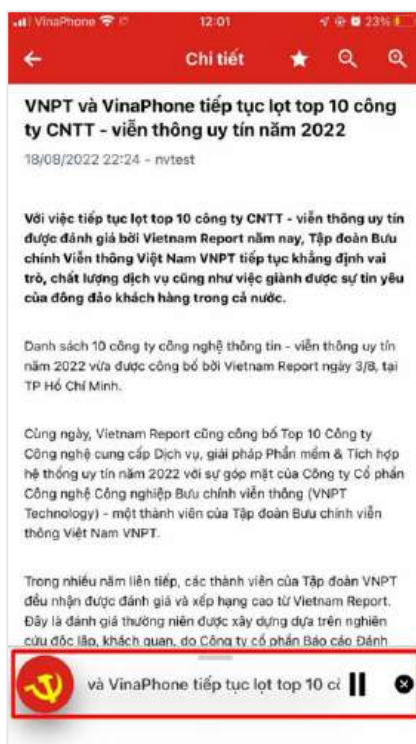 VinaPhone 12:01 23%
Chi tiết
VNPT và VinaPhone tiếp tục lọt top 10 công
ty CNTT - viễn thông uy tín năm 2022
18/08/2022 22:24 - nvtest
Với việc tiếp tục lọt top 10 công ty CNTT - viễn thông uy tín
được đánh giá bởi Vietnam Report năm nay, Tập đoàn Bưu
chính Viễn thông Việt Nam VNPT tiếp tục khẳng định vai
trò, chất lượng dịch vụ cũng như việc giành được sự tin yêu
của đông đảo khách hàng trong cả nước.
Danh sách 10 công ty công nghệ thông tin - viễn thông uy tín
năm 2022 vừa được công bố bởi Vietnam Report ngày 3/8, tại
TP Hồ Chí Minh.
Cùng ngày, Vietnam Report cũng công bố Top 10 Công ty
Công nghệ cung cấp Dịch vụ, giải pháp Phần mềm & Tích hợp
hệ thống uy tín năm 2022 với sự góp mặt của Công ty Cổ phần
Công nghệ Công nghiệp Bưu chính viễn thông (VNPT
Technology) - một thành viên của Tập đoàn Bưu chính viễn
thông Việt Nam VNPT.
Trong nhiều năm liên tiếp, các thành viên của Tập đoàn VNPT
đều nhận được đánh giá và xếp hạng cao từ Vietnam Report.
Đây là đánh giá thường niên được xây dựng dựa trên nghiên
cứu độc lập, khách quan, do Công ty cổ phần Báo cáo Đánh
và VinaPhone tiếp tục lọt top 10 cô